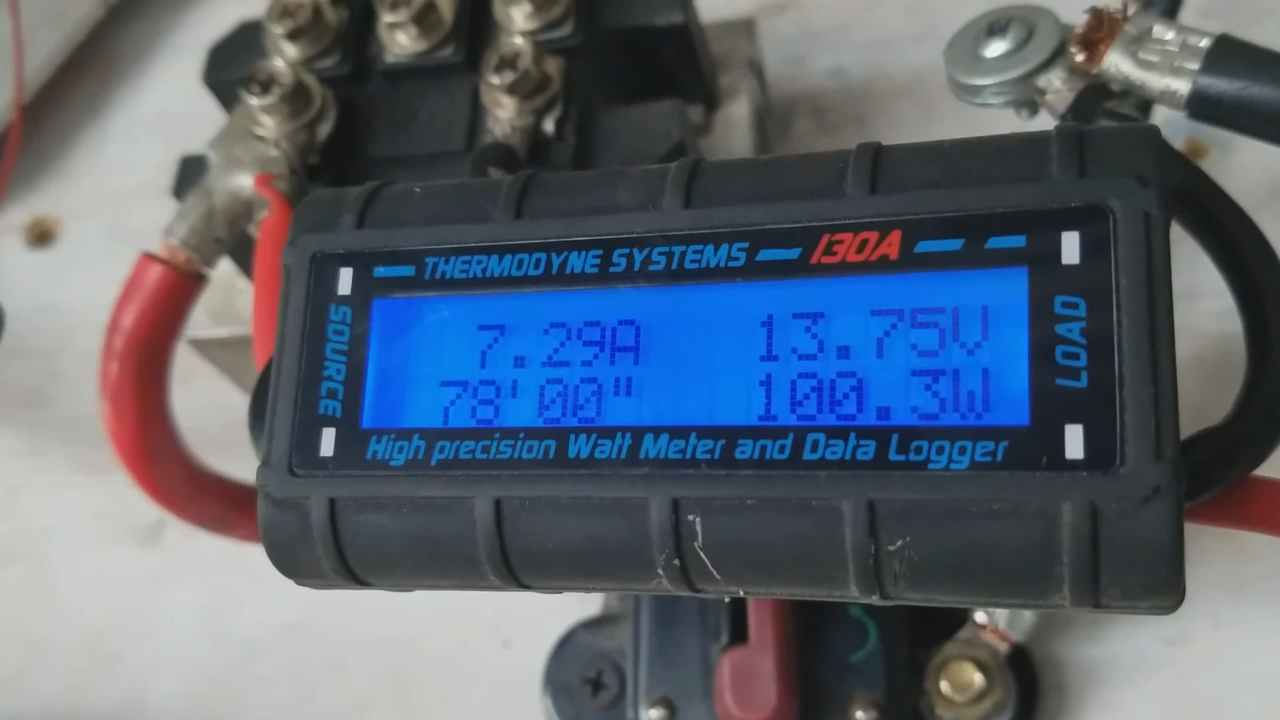 THERMODYNE SYSTEMS 130A
SOURCE
7.29A 13.75V
78'00" 100.3W
LOAD
High precision Watt Meter and Data Logger